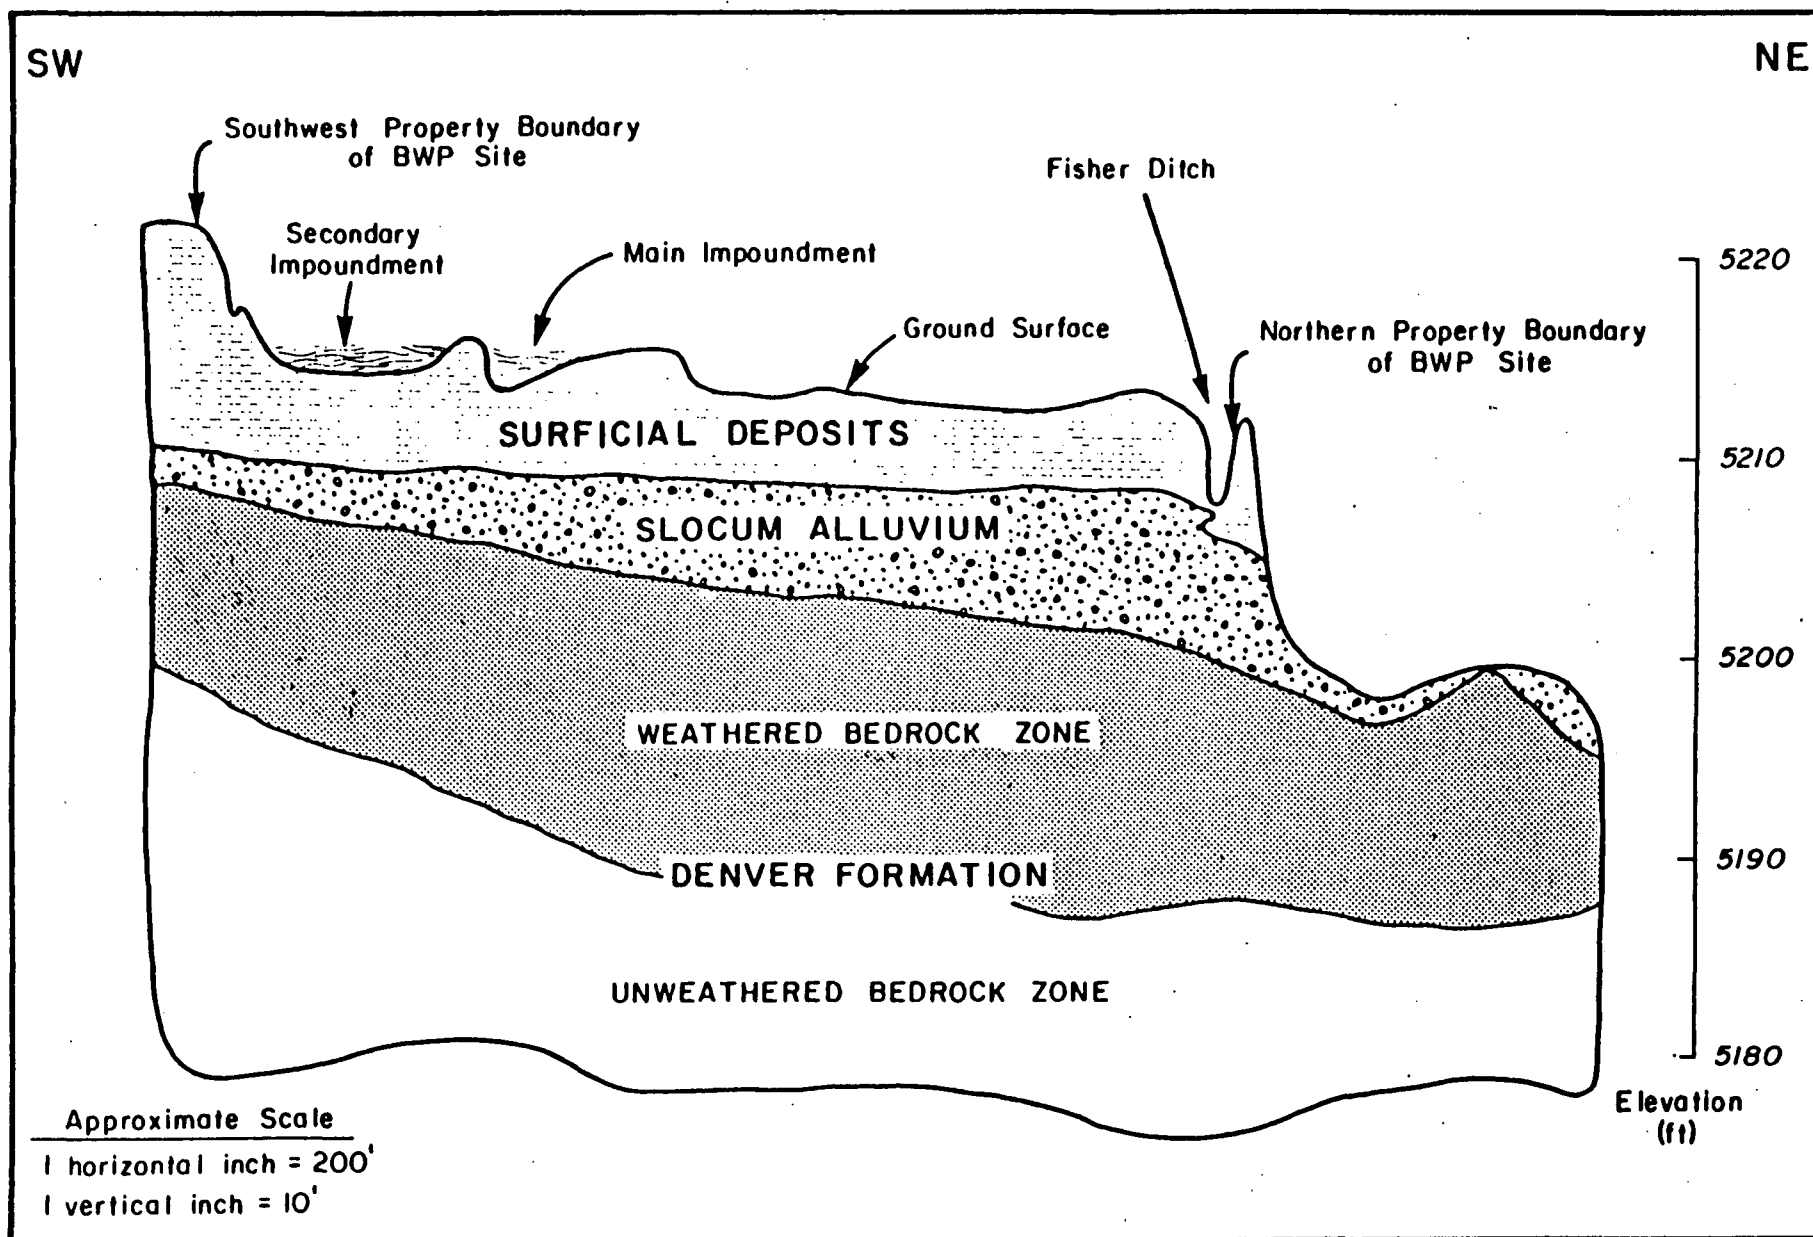 SW
NE
Southwest Property Boundary
of BWP Site
Fisher Ditch
Secondary
Impoundment
Main Impoundment
Ground Surface
Northern Property Boundary
of BWP Site
5220
5210
5200
5190
5180
Elevation
(ft)
SURFICIAL DEPOSITS
SLOCUM ALLUVIUM
WEATHERED BEDROCK ZONE
DENVER FORMATION
UNWEATHERED BEDROCK ZONE
Approximate Scale
1 horizontal inch = 200'
1 vertical inch = 10'